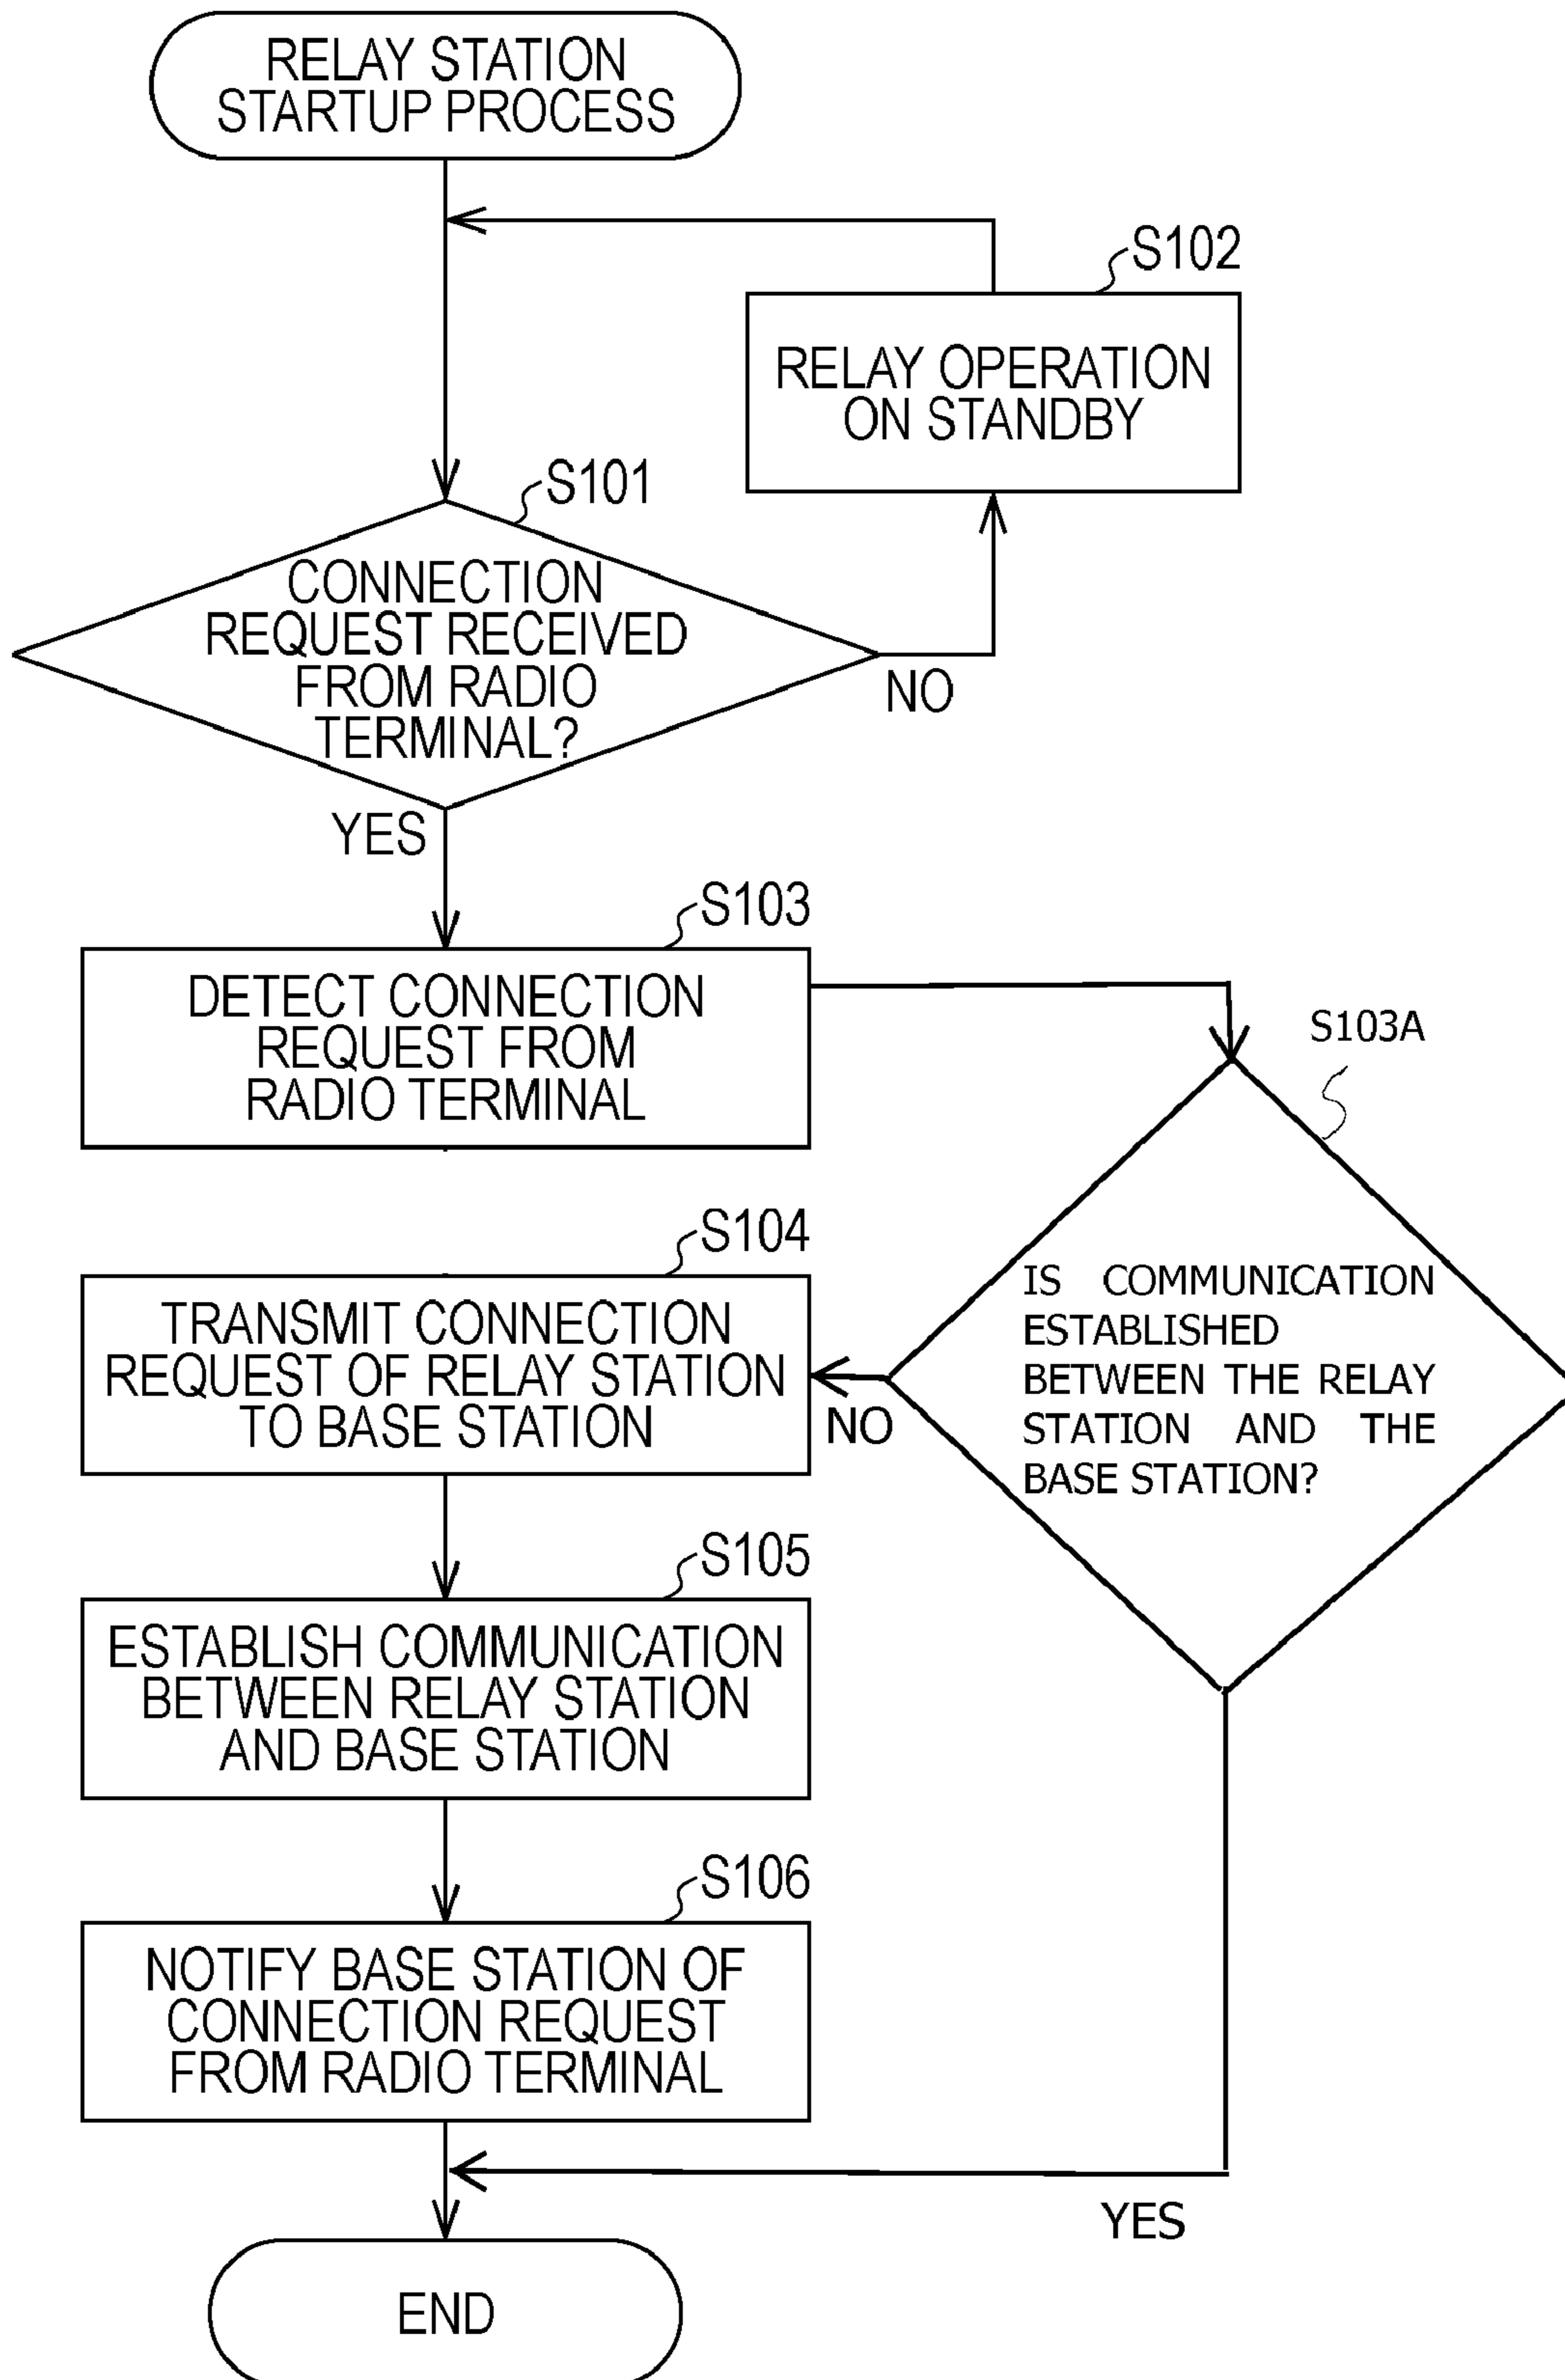 RELAY STATION
STARTUP PROCESS
S102
RELAY OPERATION
ON STANDBY
S101
CONNECTION
REQUEST RECEIVED
FROM RADIO
TERMINAL?
NO
YES
S103
DETECT CONNECTION
REQUEST FROM
RADIO TERMINAL
S103A
IS COMMUNICATION
ESTABLISHED
BETWEEN THE RELAY
STATION AND THE
BASE STATION?
NO
S104
TRANSMIT CONNECTION
REQUEST OF RELAY STATION
TO BASE STATION
S105
ESTABLISH COMMUNICATION
BETWEEN RELAY STATION
AND BASE STATION
S106
NOTIFY BASE STATION OF
CONNECTION REQUEST
FROM RADIO TERMINAL
YES
END